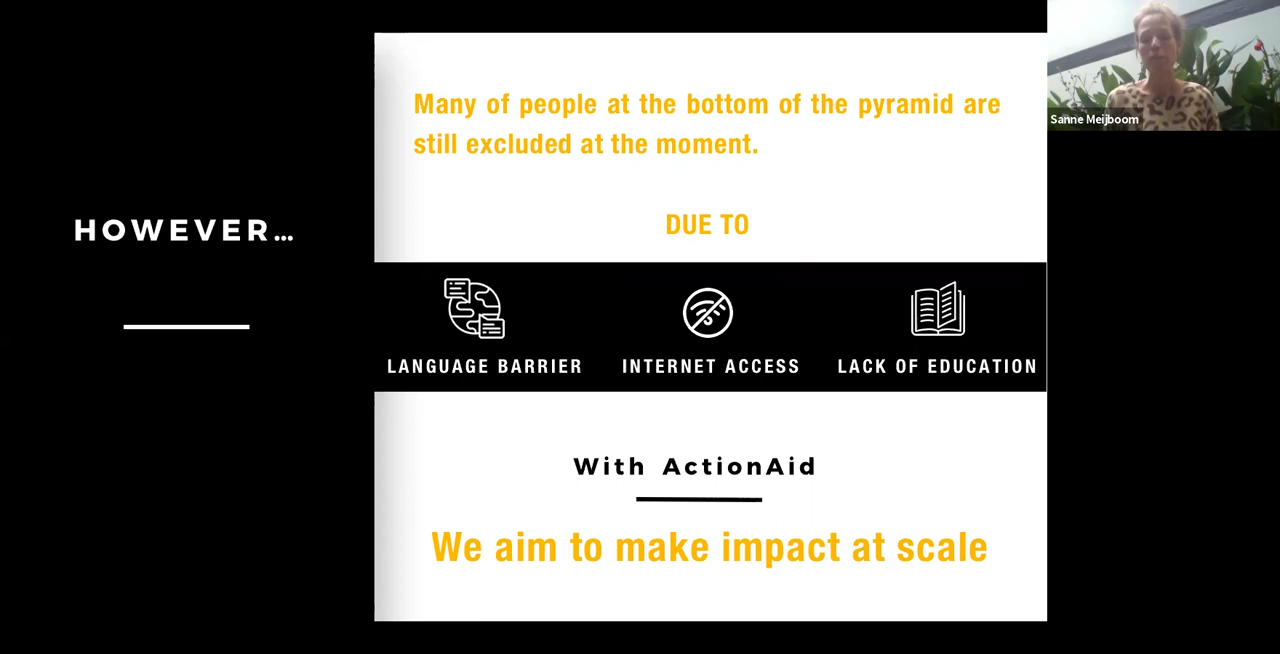 HOWEVER...
Many of people at the bottom of the pyramid are
still excluded at the moment.
DUE TO
LANGUAGE BARRIER
INTERNET ACCESS
LACK OF EDUCATION
With ActionAid
We aim to make impact at scale
Sanne Meijboom